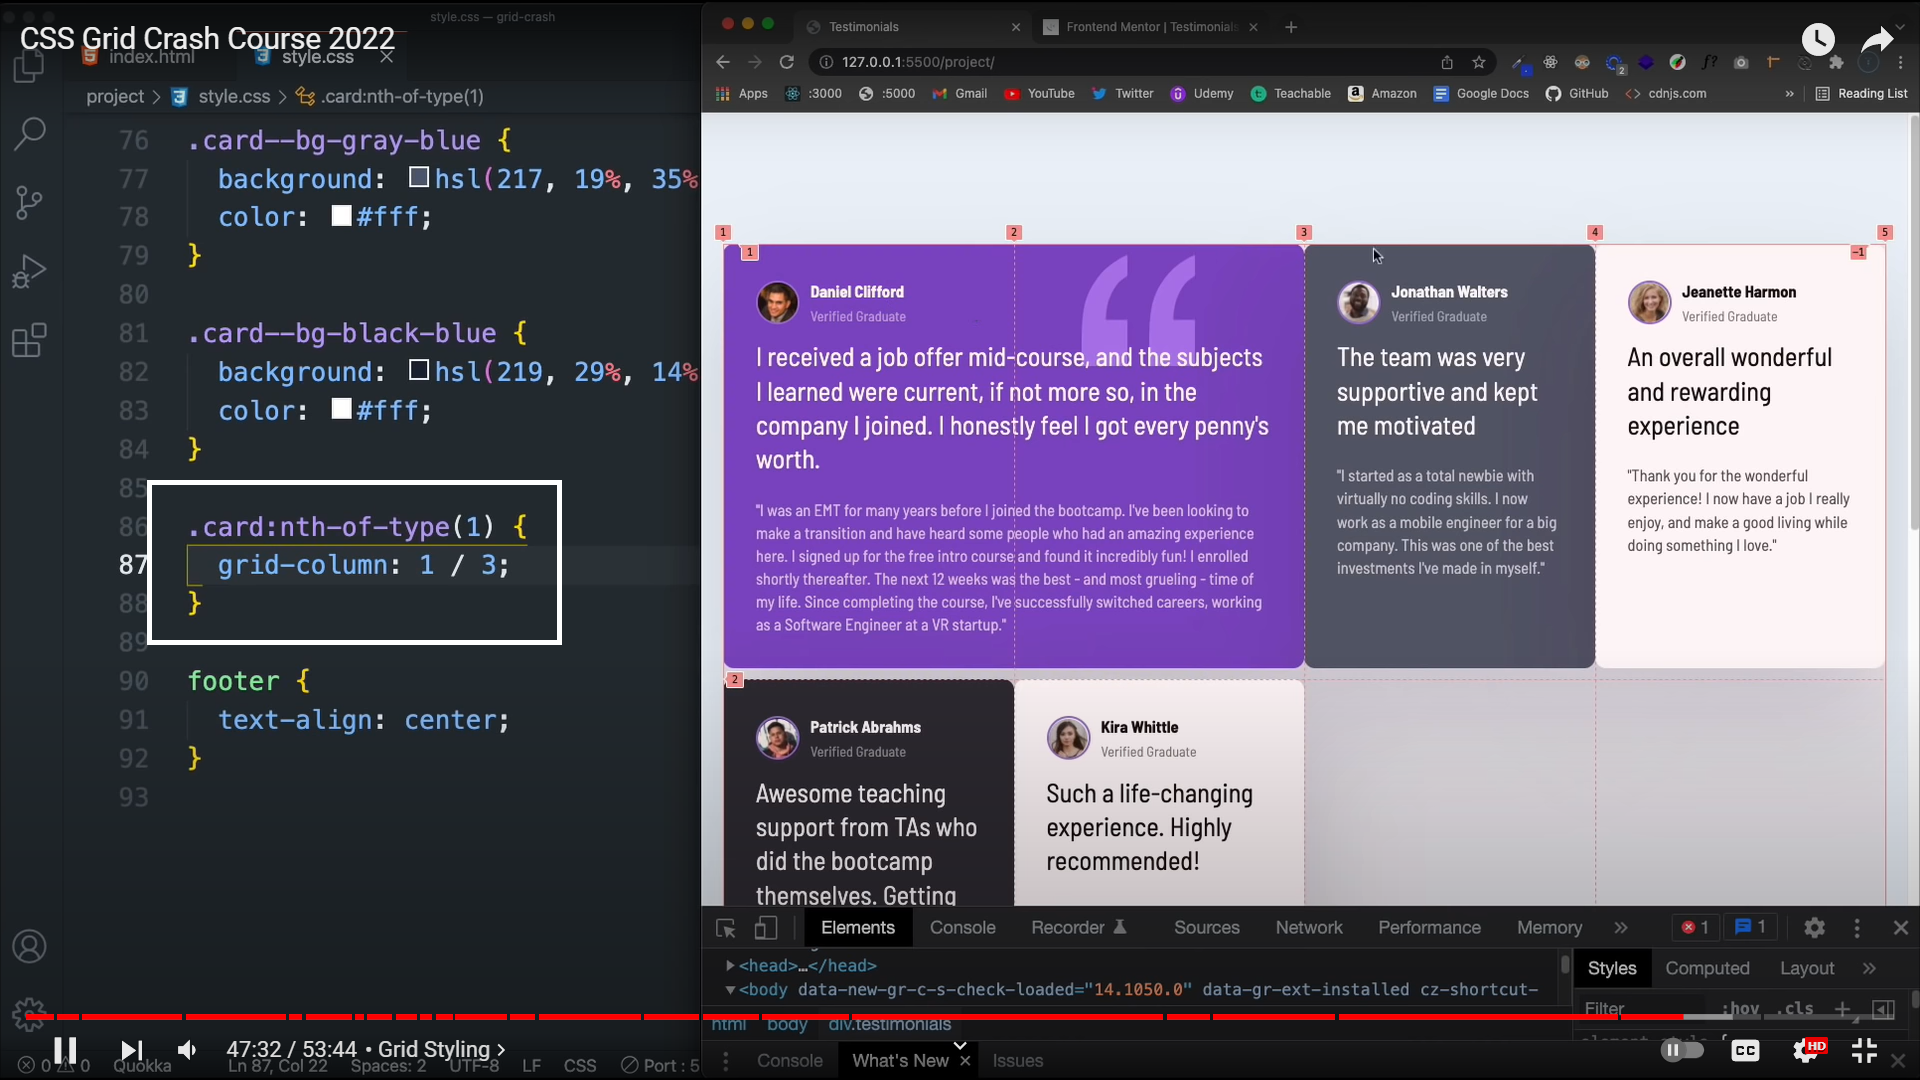 style.css — grid-crash
CSS Grid Crash Course 2022
index.html
style.css
project > style.css > .card:nth-of-type(1)
76 .card--bg-gray-blue {
77 background: hsl(217, 19%, 35%
78 color: #fff;
79 }
80
81 .card--bg-black-blue {
82 background: hsl(219, 29%, 14%
83 color: #fff;
84 }
85
86 .card:nth-of-type(1) {
87 grid-column: 1 / 3;
88 }
89
90 footer {
91 text-align: center;
92 }
93
0 0 Quokka Ln 87, Col 22 Spaces: 2 UTF-8 LF CSS Port : 5
47:32 / 53:44 • Grid Styling >
Testimonials
Frontend Mentor | Testimonials
127.0.0.1:5500/project/
2
Apps :3000 :5000 Gmail YouTube Twitter Udemy Teachable Amazon Google Docs GitHub cdnjs.com » Reading List
1 2 3 4 5
1 -1
Daniel Clifford
Verified Graduate
I received a job offer mid-course, and the subjects
I learned were current, if not more so, in the
company I joined. I honestly feel I got every penny's
worth.
"I was an EMT for many years before I joined the bootcamp. I've been looking to
make a transition and have heard some people who had an amazing experience
here. I signed up for the free intro course and found it incredibly fun! I enrolled
shortly thereafter. The next 12 weeks was the best - and most grueling - time of
my life. Since completing the course, I've successfully switched careers, working
as a Software Engineer at a VR startup."
Jonathan Walters
Verified Graduate
The team was very
supportive and kept
me motivated
"I started as a total newbie with
virtually no coding skills. I now
work as a mobile engineer for a big
company. This was one of the best
investments I've made in myself."
Jeanette Harmon
Verified Graduate
An overall wonderful
and rewarding
experience
"Thank you for the wonderful
experience! I now have a job I really
enjoy, and make a good living while
doing something I love."
2
Patrick Abrahms
Verified Graduate
Awesome teaching
support from TAs who
did the bootcamp
themselves. Getting
Kira Whittle
Verified Graduate
Such a life-changing
experience. Highly
recommended!
Elements Console Recorder Sources Network Performance Memory » 1 1
<head>…</head>
<body data-new-gr-c-s-check-loaded="14.1050.0" data-gr-ext-installed cz-shortcut-
html body div.testimonials
Styles Computed Layout »
Filter :hov .cls +
Console What's New × Issues
CC
HD